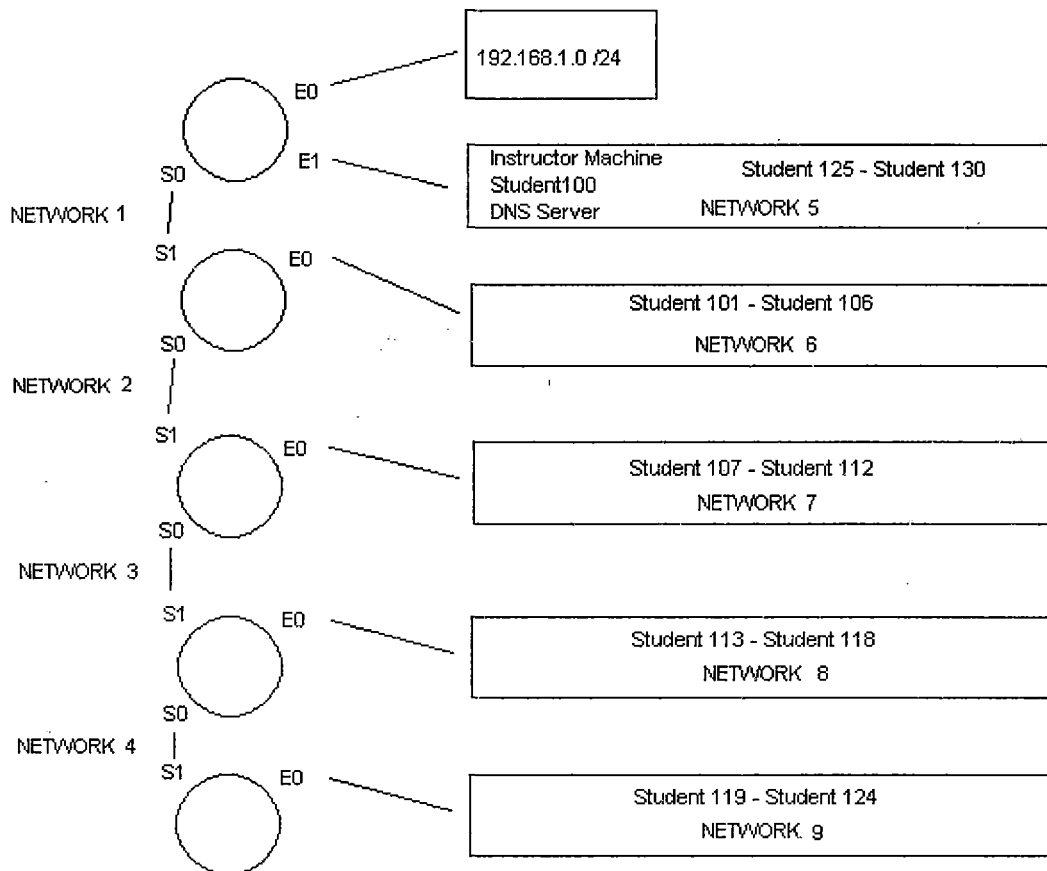 192.168.1.0 /24
E0
E1
S0
Instructor Machine
Student100
DNS Server
Student 125 - Student 130
NETWORK 5
NETWORK 1
S1
E0
S0
Student 101 - Student 106
NETWORK 6
NETWORK 2
S1
E0
S0
Student 107 - Student 112
NETWORK 7
NETWORK 3
S1
E0
S0
Student 113 - Student 118
NETWORK 8
NETWORK 4
S1
E0
Student 119 - Student 124
NETWORK 9